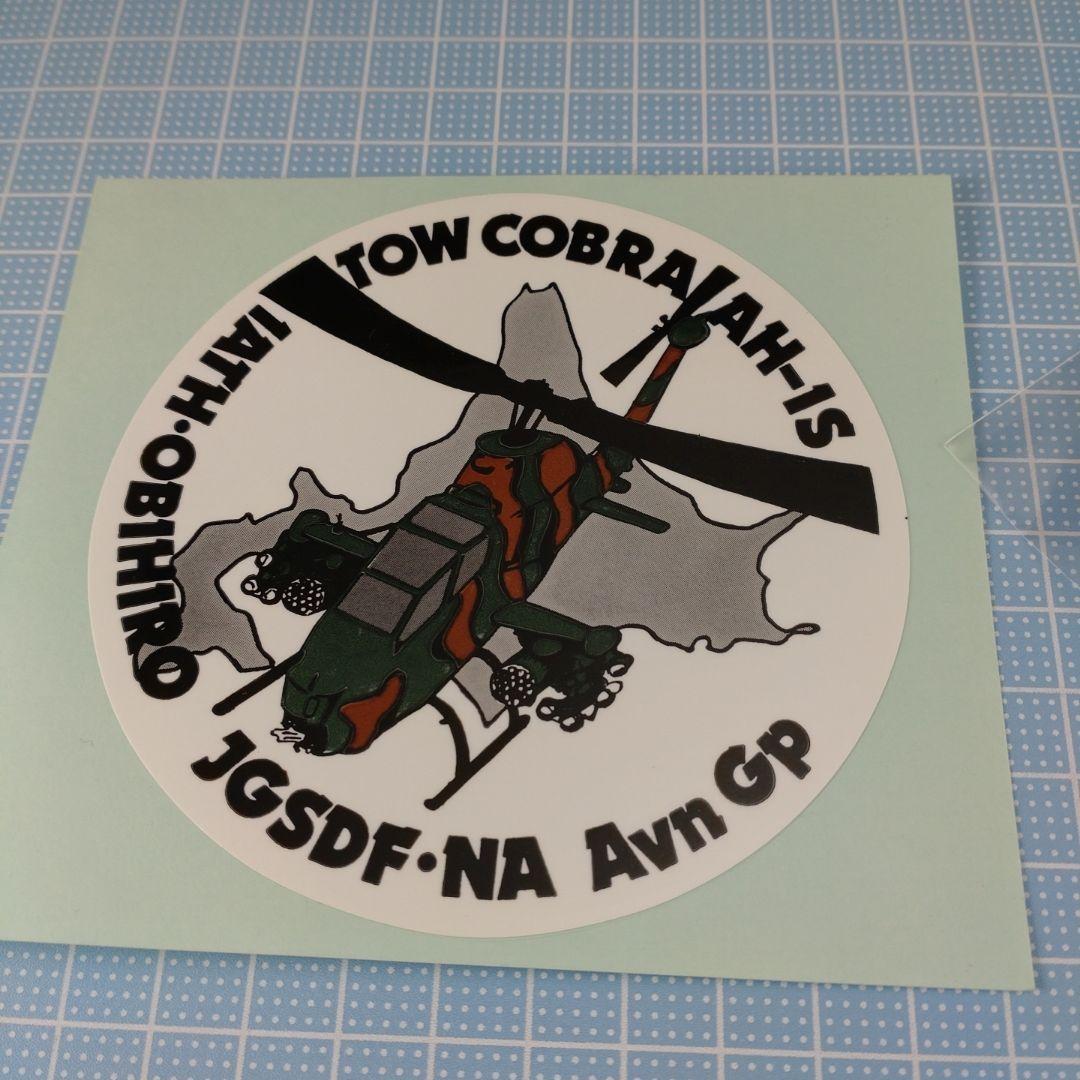 TOW COBRA/AH-1S
1ATH·OBIHIRO
JGSDF·NA Avn Gp